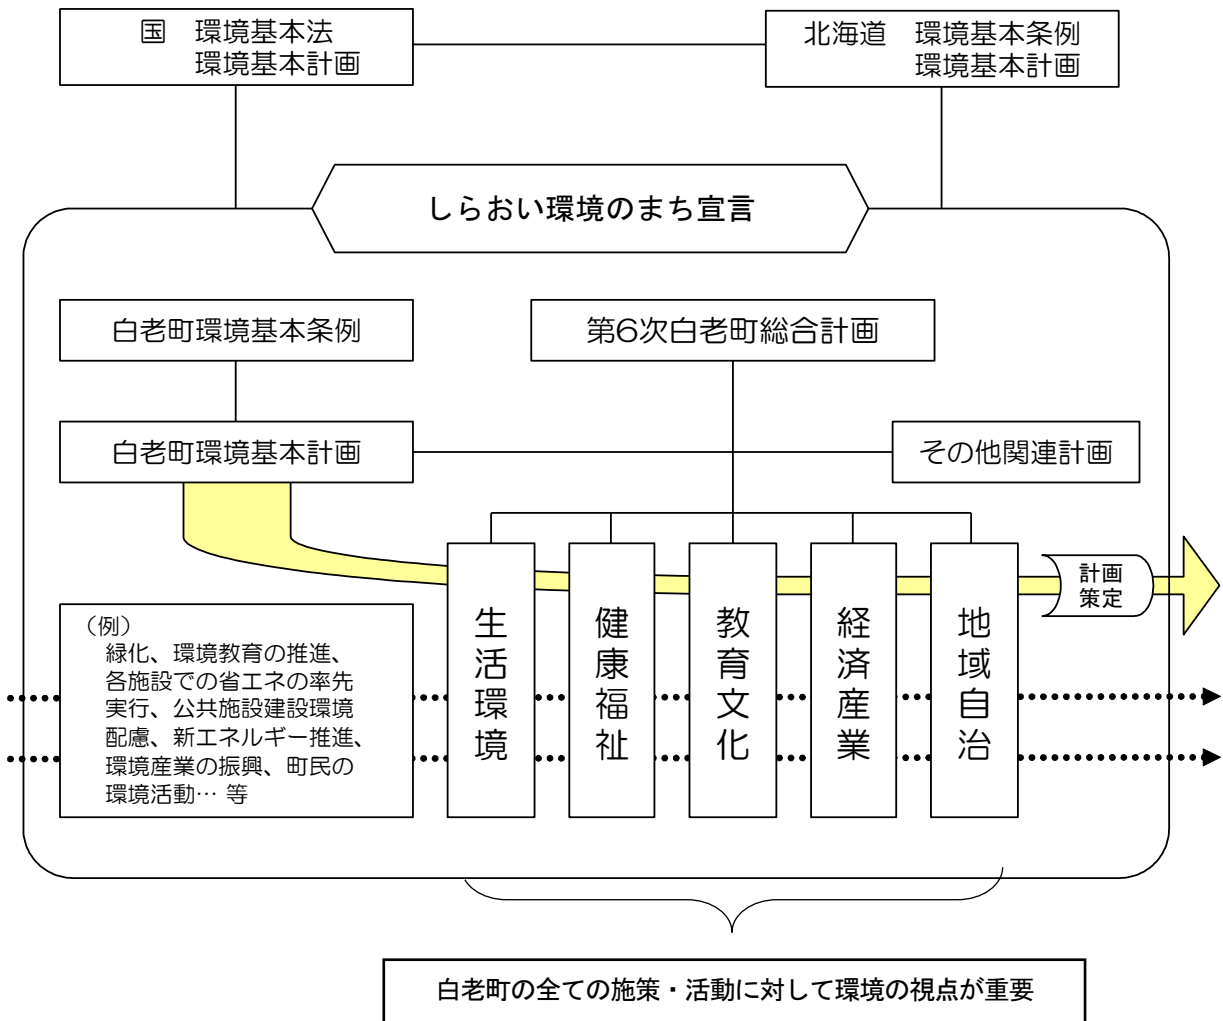 国　環境基本法
環境基本計画
北海道　環境基本条例
環境基本計画
しらおい環境のまち宣言
白老町環境基本条例
第6次白老町総合計画
白老町環境基本計画
その他関連計画
計画
策定
（例）
緑化、環境教育の推進、
各施設での省エネの率先
実行、公共施設建設環境
配慮、新エネルギー推進、
環境産業の振興、町民の
環境活動… 等
生活環境
健康福祉
教育文化
経済産業
地域自治
白老町の全ての施策・活動に対して環境の視点が重要